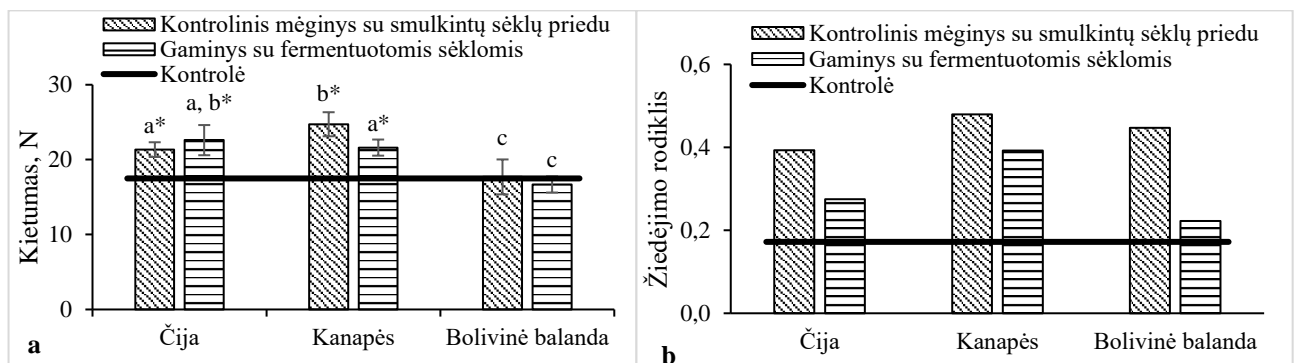 Kontrolinis mėginys su smulkintų sėklų priedu
Gaminys su fermentuotomis sėklomis
Kontrolė
Kietumas, N
30
20
10
0
a*
a, b*
b*
a*
c
c
Čija
Kanapės
Bolivinė balanda
a
Kontrolinis mėginys su smulkintų sėklų priedu
Gaminys su fermentuotomis sėklomis
Kontrolė
Žiedėjimo rodiklis
0,6
0,4
0,2
0,0
Čija
Kanapės
Bolivinė balanda
b